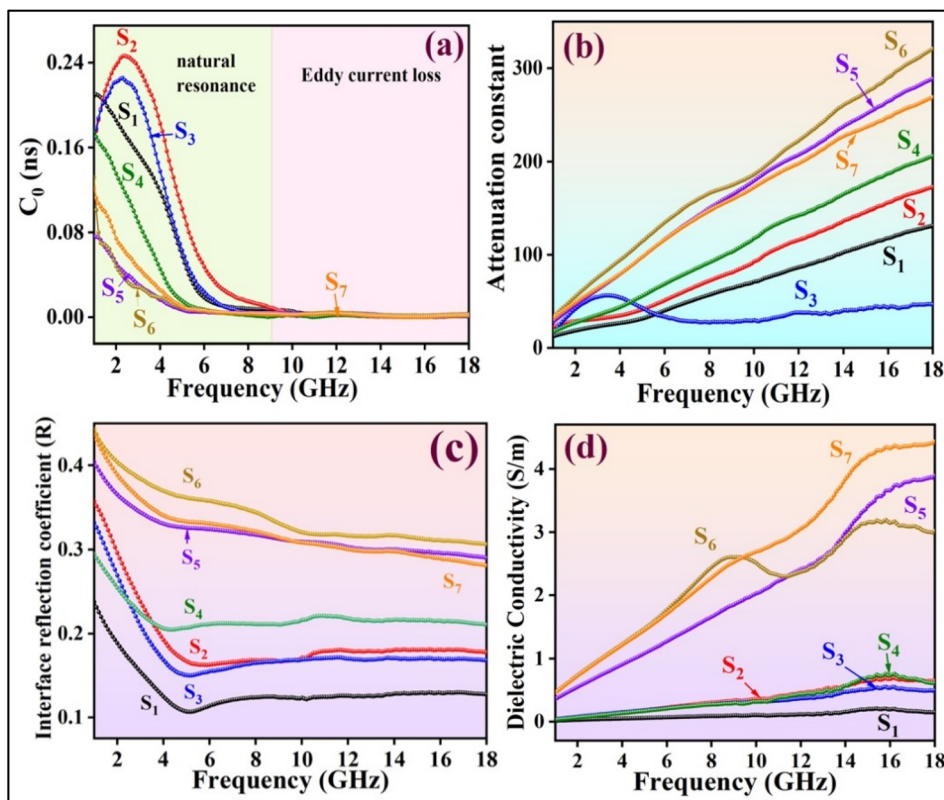 (a)
natural
resonance
Eddy current loss
S₂
S₁
S₃
S₄
S₅
S₆
S₇
C₀ (ns)
0.24
0.16
0.08
0.00
2 4 6 8 10 12 14 16 18
Frequency (GHz)
(b)
S₆
S₅
S₇
S₄
S₂
S₁
S₃
Attenuation constant
300
200
100
0
2 4 6 8 10 12 14 16 18
Frequency (GHz)
(c)
S₆
S₅
S₇
S₄
S₂
S₃
S₁
Interface reflection coefficient (R)
0.4
0.3
0.2
0.1
2 4 6 8 10 12 14 16 18
Frequency (GHz)
(d)
S₇
S₅
S₆
S₄
S₃
S₂
S₁
Dielectric Conductivity (S/m)
4
3
2
1
0
2 4 6 8 10 12 14 16 18
Frequency (GHz)